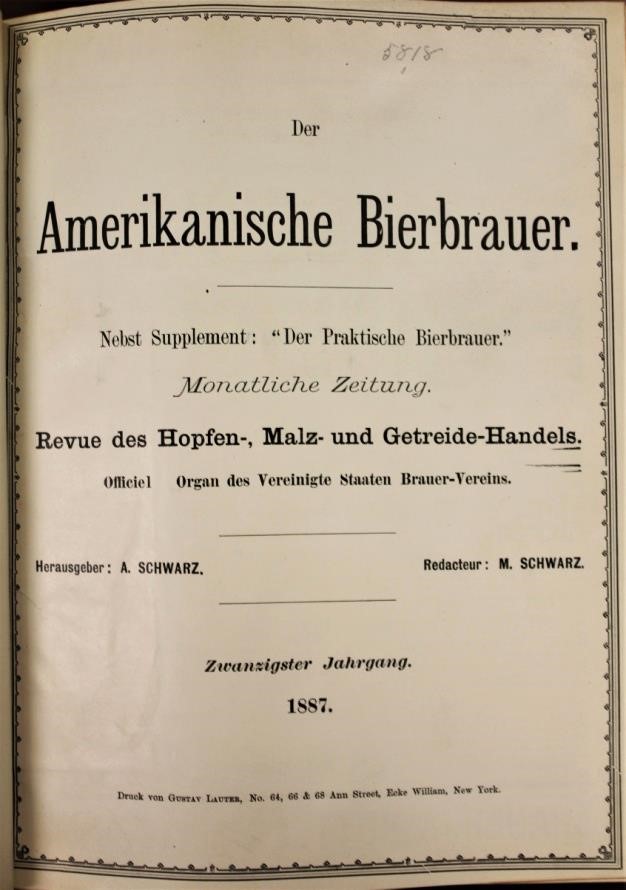 5818
Der
Amerikanische Bierbrauer.
Nebst Supplement: "Der Praktische Bierbrauer."
Monatliche Zeitung.
Revue des Hopfen-, Malz- und Getreide-Handels.
Officiel Organ des Vereinigte Staaten Brauer-Vereins.
Herausgeber: A. SCHWARZ. Redacteur: M. SCHWARZ.
Zwanzigster Jahrgang.
1887.
Druck von GUSTAV LAUTER, No. 64, 66 & 68 Ann Street, Ecke William, New York.